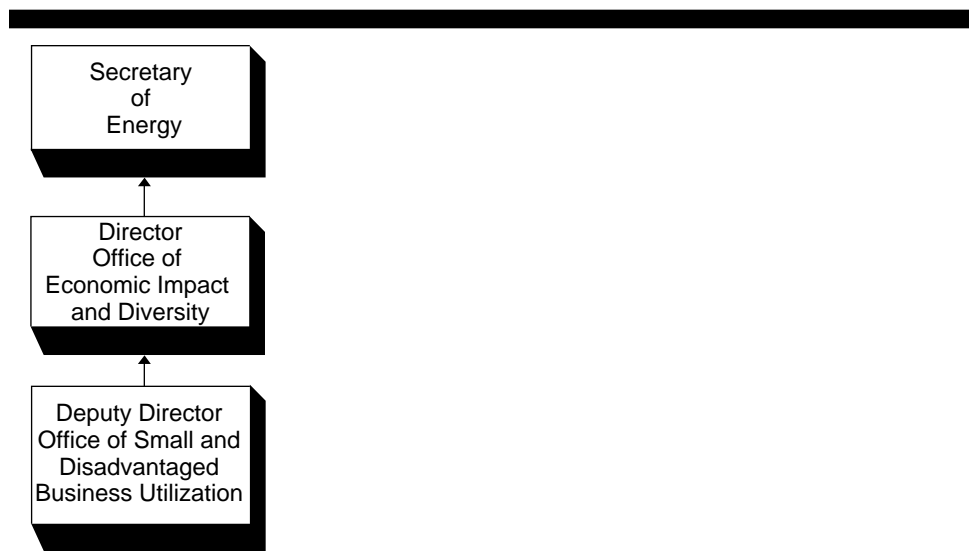 Secretary
of
Energy
Director
Office of
Economic Impact
and Diversity
Deputy Director
Office of Small and
Disadvantaged
Business Utilization